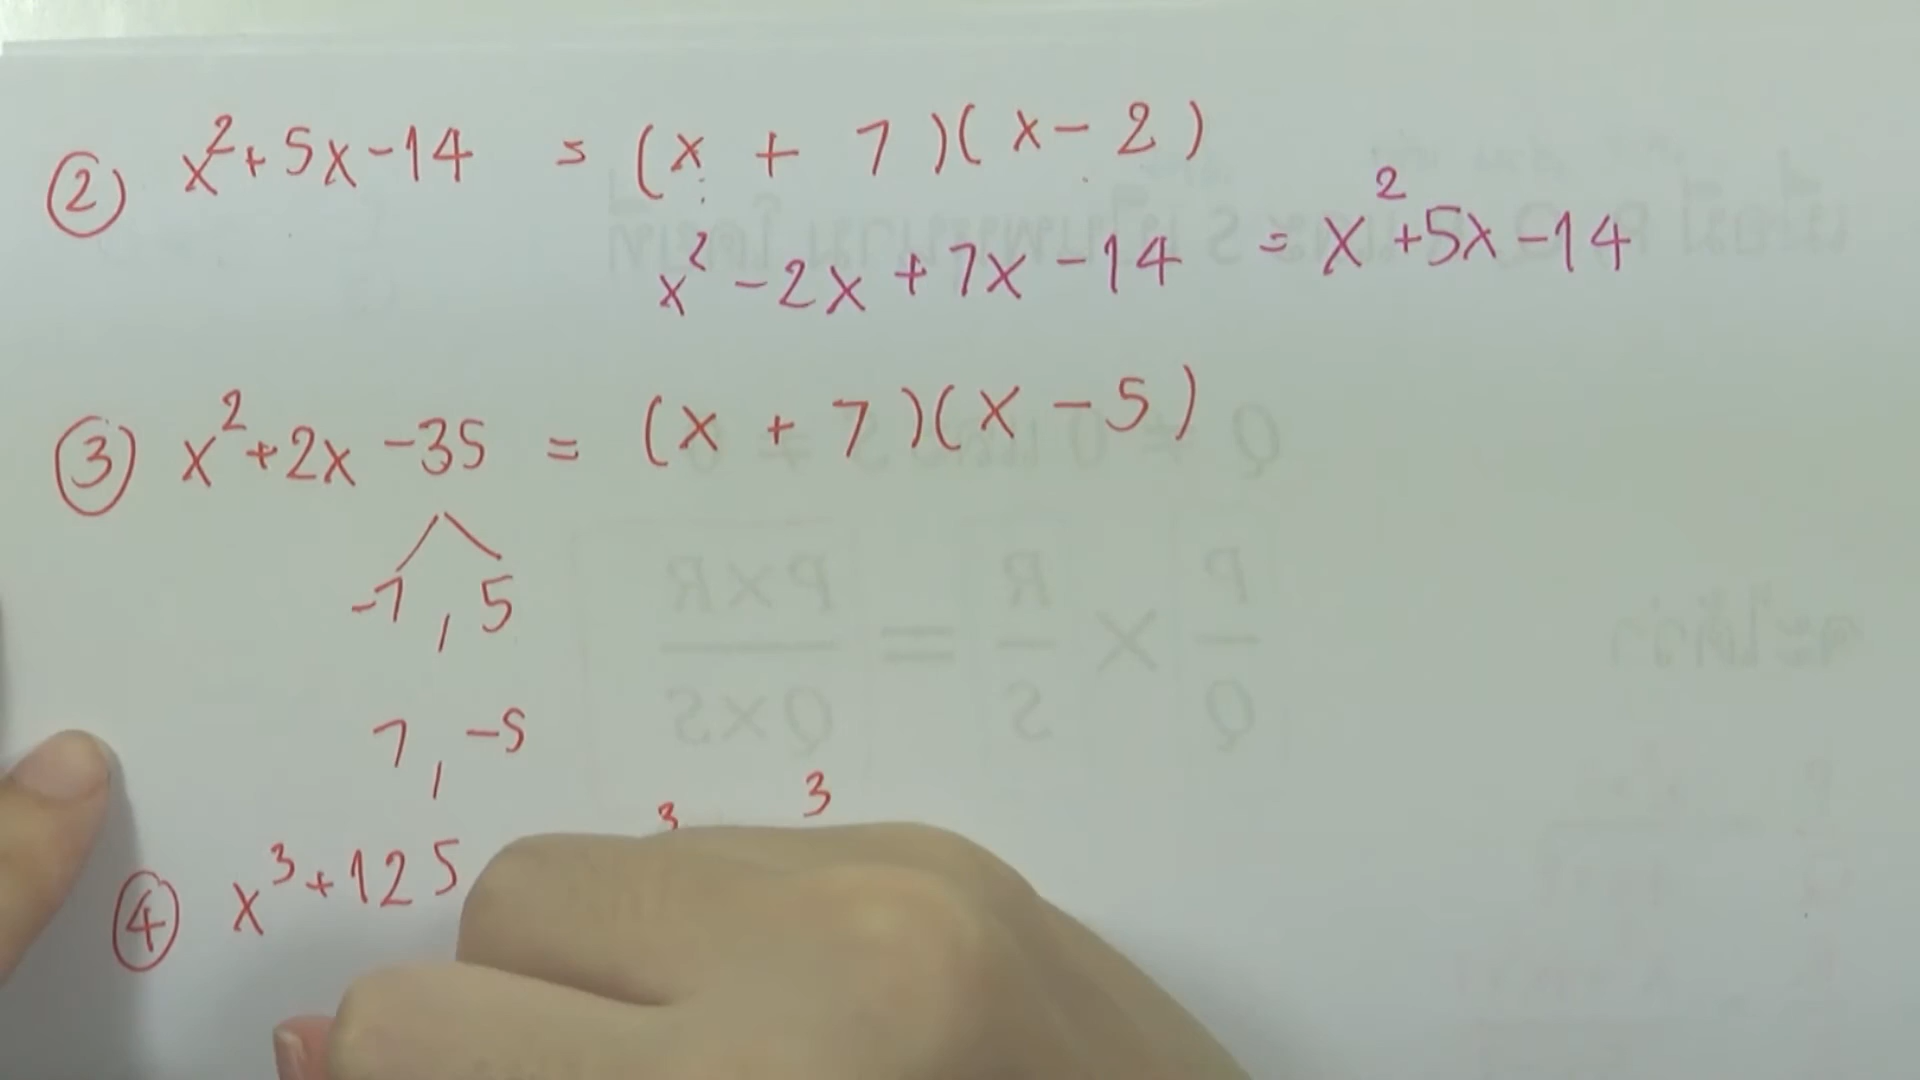 ② x²+5x-14 = (x + 7)(x - 2)
x² - 2x + 7x - 14 = x²+5x-14
③ x²+2x-35 = (x + 7)(x - 5)
-7, 5
7, -5
3 3
④ x³+125